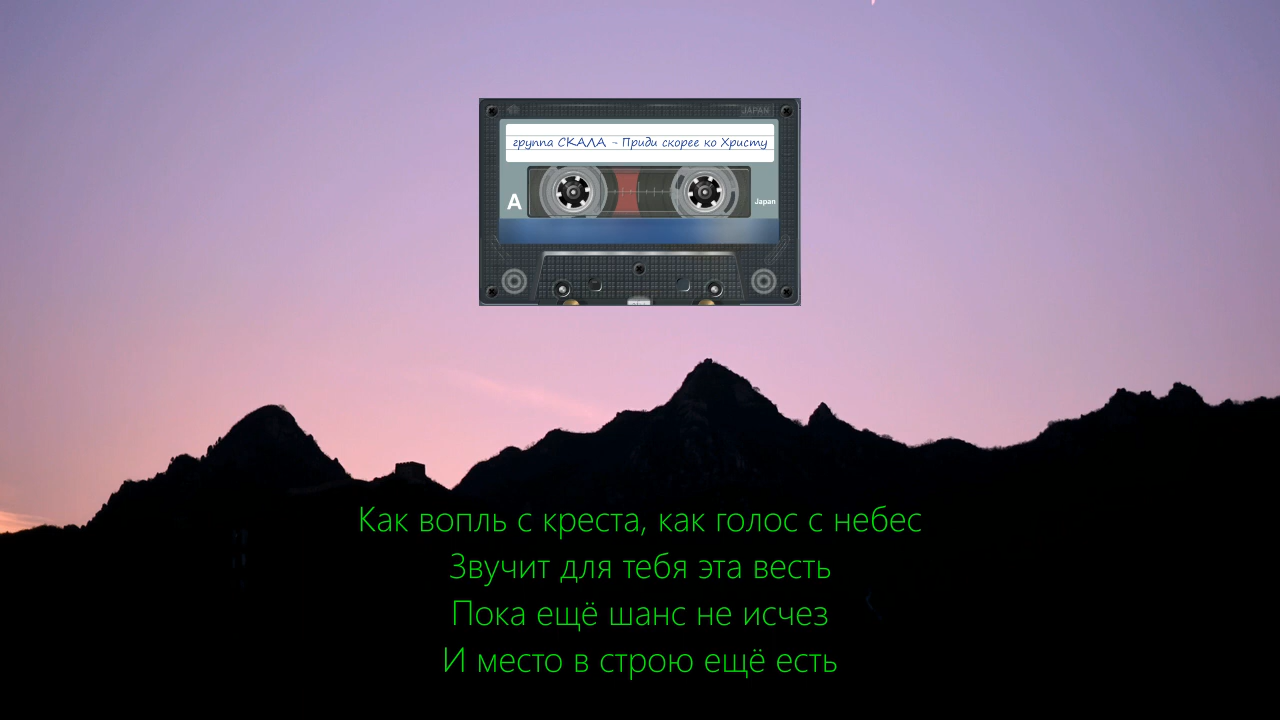 JAPAN
группа СКАЛА - Приди скорее ко Христу
A
Japan
Как вопль с креста, как голос с небес
Звучит для тебя эта весть
Пока ещё шанс не исчез
И место в строю ещё есть